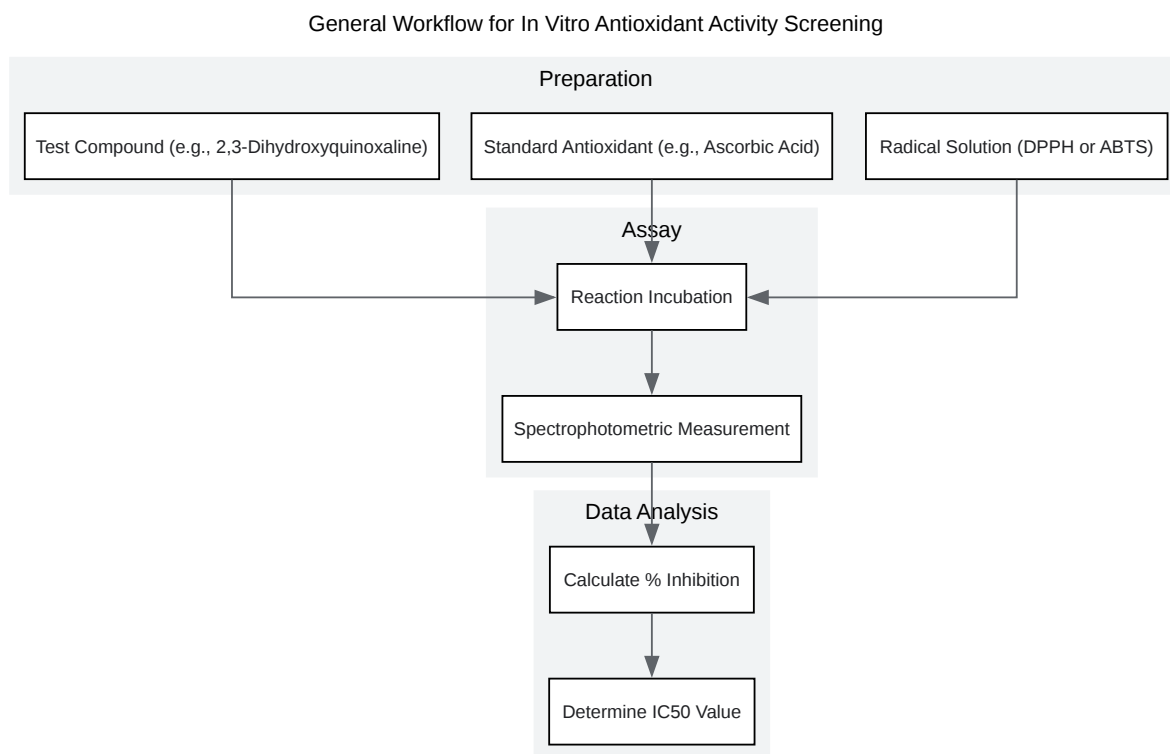 General Workflow for In Vitro Antioxidant Activity Screening
Preparation
Test Compound (e.g., 2,3-Dihydroxyquinoxaline)
Standard Antioxidant (e.g., Ascorbic Acid)
Radical Solution (DPPH or ABTS)
Assay
Reaction Incubation
Spectrophotometric Measurement
Data Analysis
Calculate % Inhibition
Determine IC50 Value